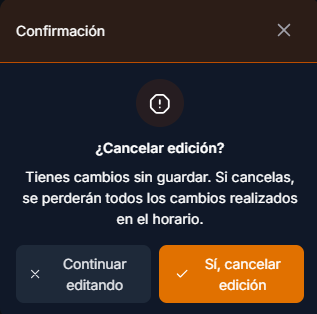 Confirmación
¿Cancelar edición?
Tienes cambios sin guardar. Si cancelas,
se perderán todos los cambios realizados
en el horario.
Continuar
editando
Sí, cancelar
edición